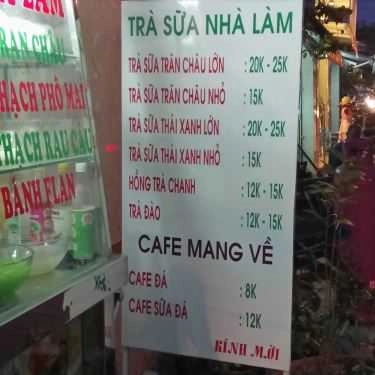 TRÀ SỮA NHÀ LÀM
TRÀ SỮA TRÂN CHÂU LỚN : 20K - 25K
TRÀ SỮA TRÂN CHÂU NHỎ : 15K
TRÀ SỮA THÁI XANH LỚN : 20K - 25K
TRÀ SỮA THÁI XANH NHỎ : 15K
HỒNG TRÀ CHANH : 12K - 15K
TRÀ ĐÀO : 12K - 15K
CAFE MANG VỀ
CAFE ĐÁ : 8K
CAFE SỮA ĐÁ : 12K
KÍNH MỜI
LÀM
TRÂN CHÂU
THẠCH PHÔ MAI
THẠCH RAU CÂU
BÁNH FLAN